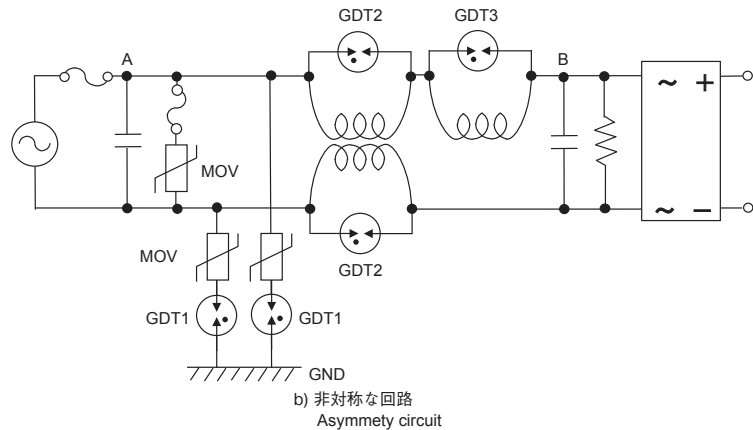 GDT2
GDT3
A
B
~ +
MOV
~ −
MOV
GDT2
GDT1
GDT1
GND
b) 非対称な回路
Asymmety circuit